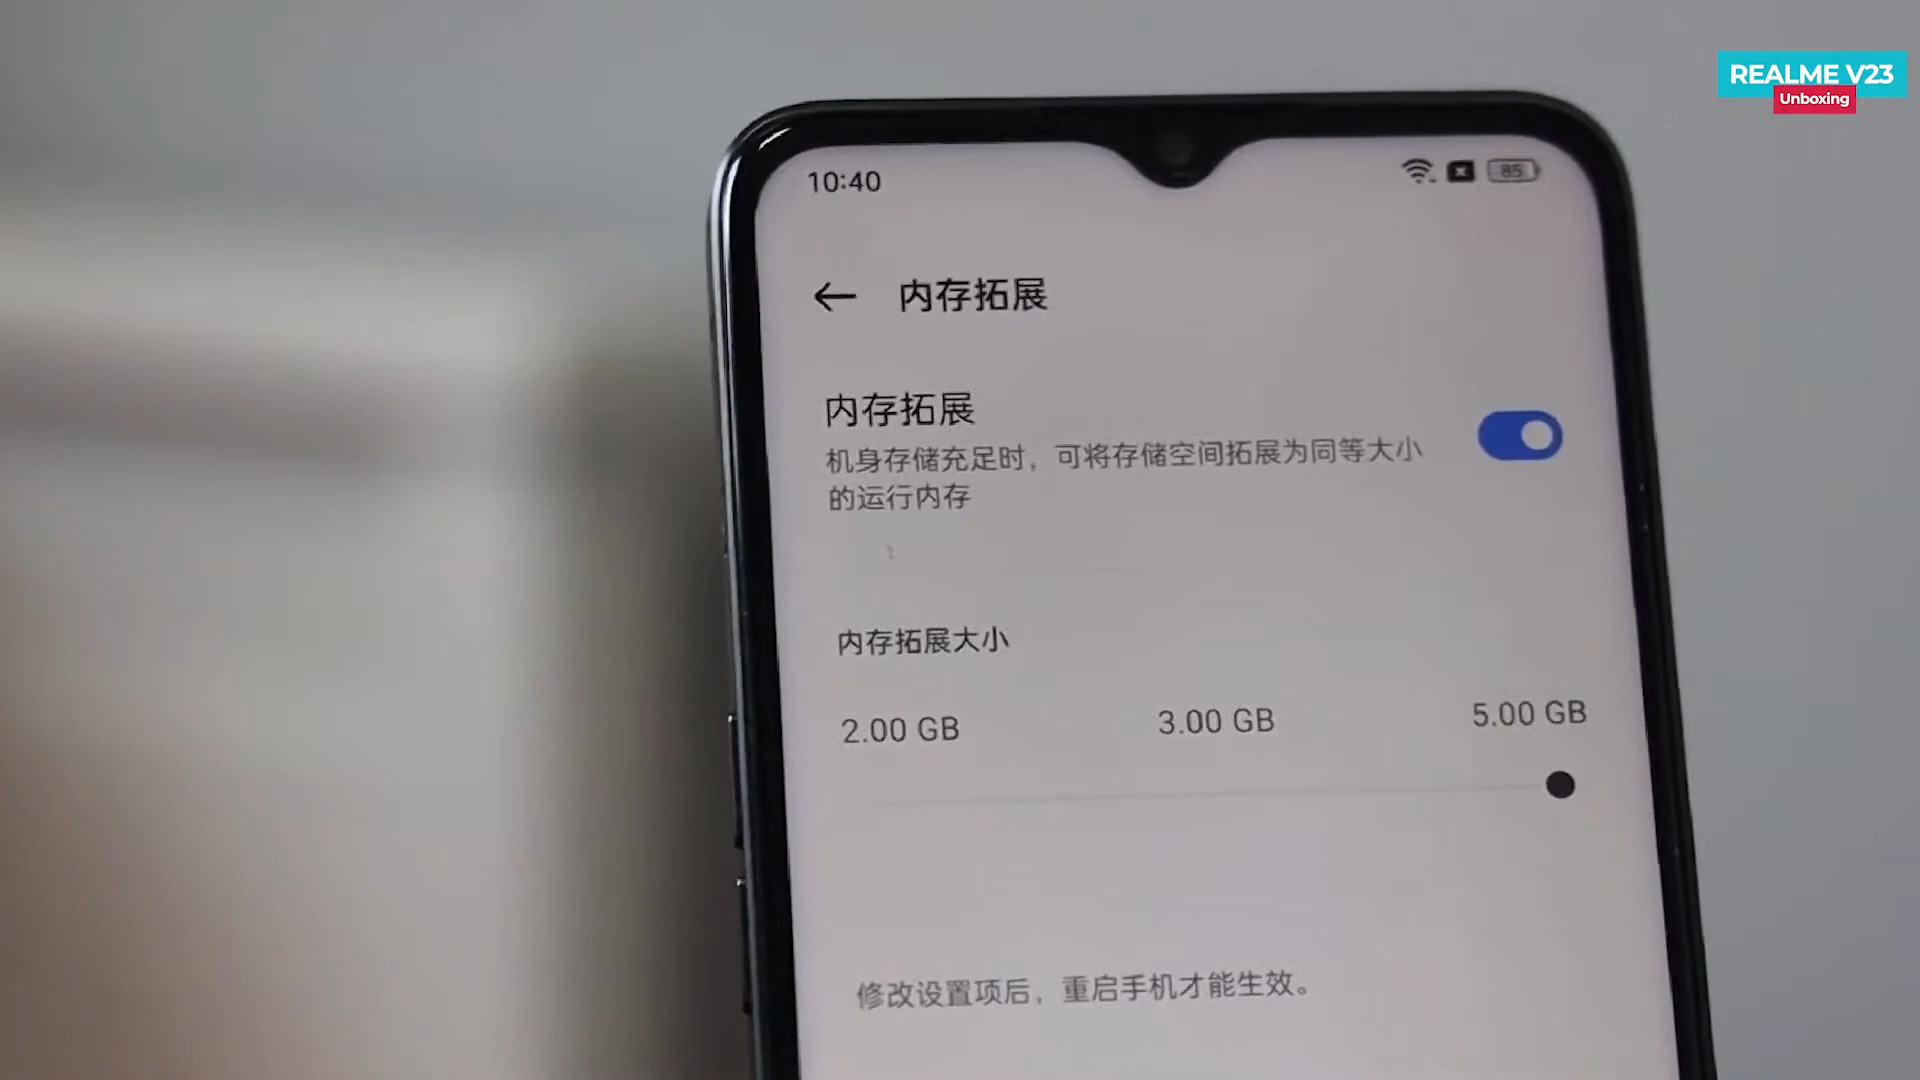 REALME V23
Unboxing
10:40
85
内存拓展
内存拓展
机身存储充足时，可将存储空间拓展为同等大小
的运行内存
内存拓展大小
2.00 GB 3.00 GB 5.00 GB
修改设置项后，重启手机才能生效。